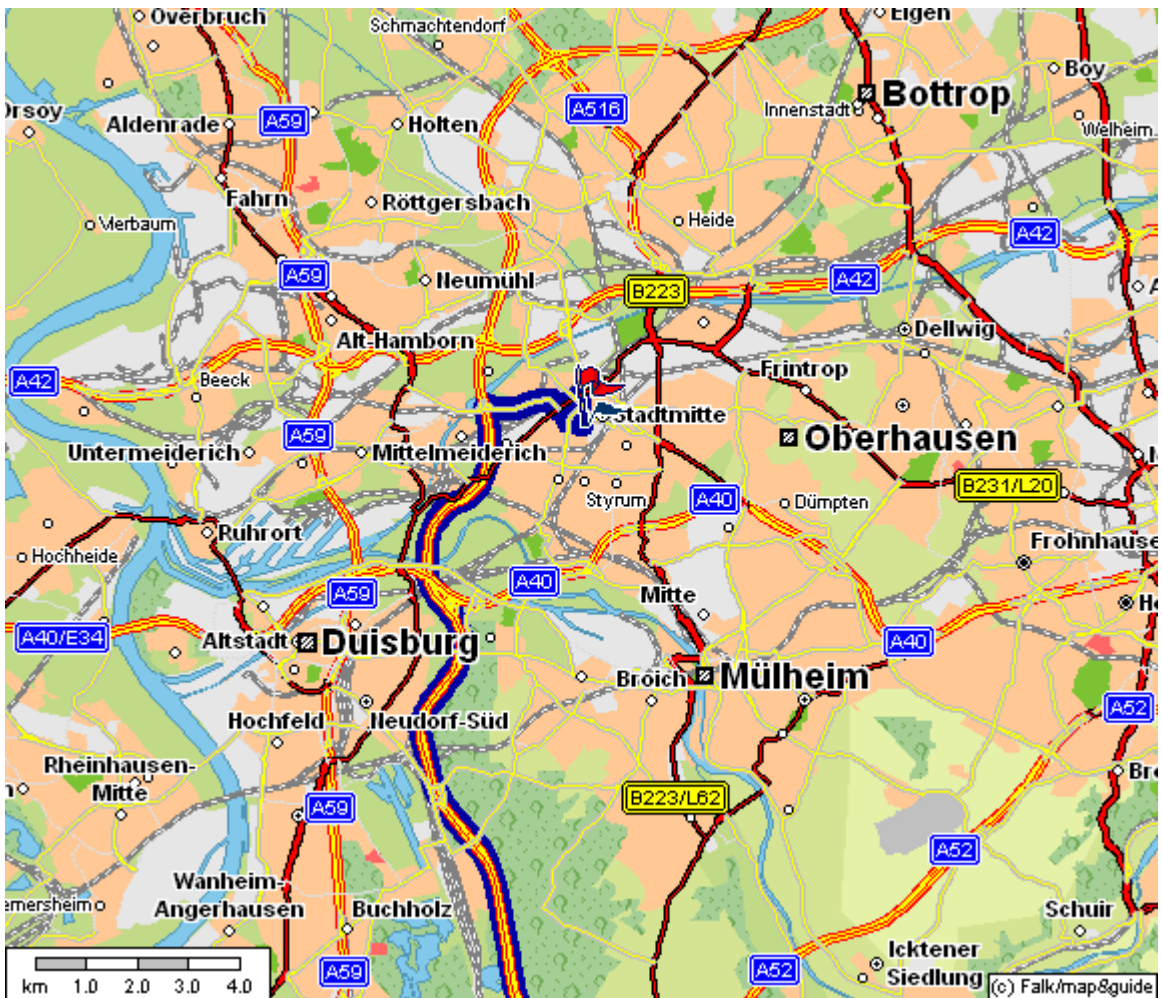 Overbruch
Schmachtendorf
Eigen
Boy
Bottrop
Innenstadt
Orsoy
Aldenrade
A59
Holten
A516
Welheim
Fahrn
Röttgersbach
Vierbaum
Heide
A42
A59
Neumühl
B223
A42
Alt-Hamborn
Dellwig
A42
Beeck
Frintrop
Stadtmitte
A59
Untermeiderich
Mittelmeiderich
Oberhausen
Styrum
A40
Dümpten
B231/L20
Ruhrort
Hochheide
Frohnhause
A40
A59
Mitte
A40/E34
Altstadt
Duisburg
A40
Broich
Mülheim
A52
Hochfeld
Neudorf-Süd
Rheinhausen-
Mitte
A59
B223/L62
A52
Wanheim-
Angerhausen
Buchholz
emersheim
Schuir
Icktener
Siedlung
A59
A52
km 1.0 2.0 3.0 4.0
(c) Falk/map&guide